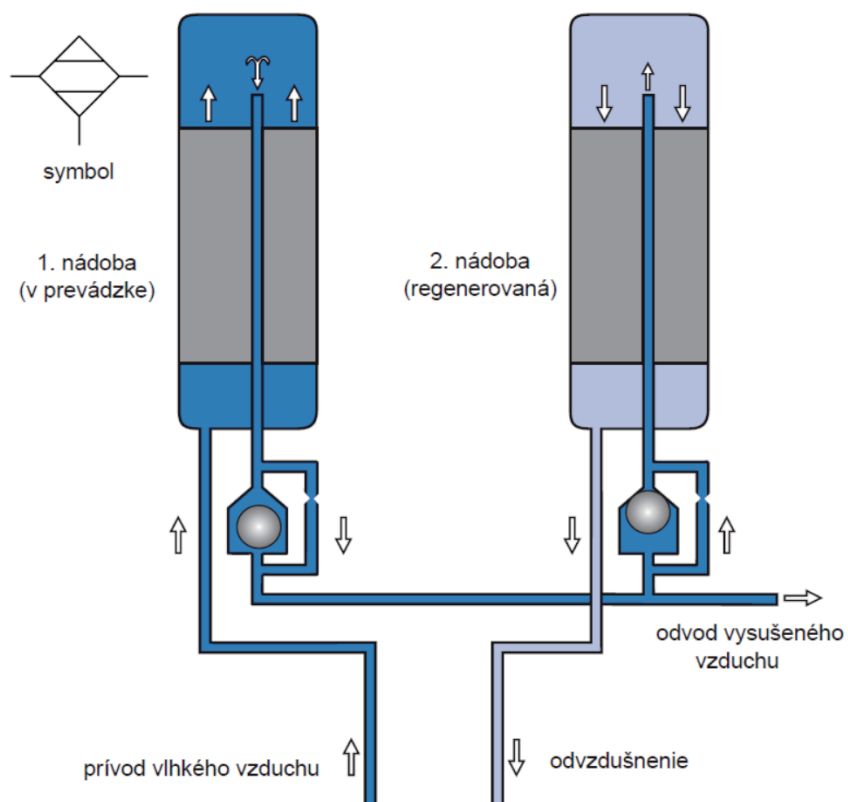 symbol
1. nádoba
(v prevádzke)
2. nádoba
(regenerovaná)
odvod vysušeného
vzduchu
prívod vlhkého vzduchu
odvzdušnenie